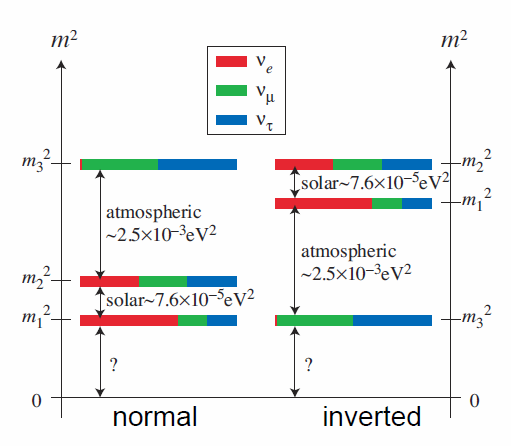 m² m²
νe
νμ
ντ
m₃² m₂²
solar~7.6×10⁻⁵eV²
m₁²
atmospheric
~2.5×10⁻³eV²
atmospheric
~2.5×10⁻³eV²
m₂²
solar~7.6×10⁻⁵eV²
m₁² m₃²
? ?
0 0
normal inverted